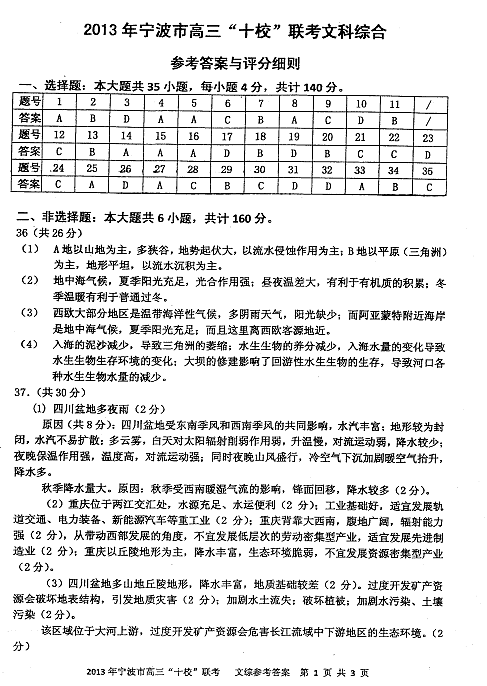 2013年宁波市高三“十校”联考文科综合
参考答案与评分细则
一、选择题：本大题共35小题，每小题4分，共计140分。
题号 1 2 3 4 5 6 7 8 9 10 11 /
答案 A B D A A C B A C D B /
题号 12 13 14 15 16 17 18 19 20 21 22 23
答案 C B A A A D B D B C C D
题号 24 25 26 27 28 29 30 31 32 33 34 35
答案 C A D A C B C D D A B C
二、非选择题：本大题共6小题，共计160分。
36（共26分）
（1） A地以山地为主，多狭谷，地势起伏大，以流水侵蚀作用为主；B地以平原（三角洲）
为主，地形平坦，以流水沉积为主。
（2） 地中海气候，夏季阳光充足，光合作用强；昼夜温差大，有利于有机质的积累；冬
季温暖有利于普通过冬。
（3） 西欧大部分地区是温带海洋性气候，多阴雨天气，阳光缺少；而阿亚蒙特附近海岸
是地中海气候，夏季阳光充足；而且这里离西欧客源地近。
（4） 入海的泥沙减少，导致三角洲的萎缩；水生生物的养分减少，入海水量的变化导致
水生生物生存环境的变化；大坝的修建影响了回游性水生生物的生存，导致河口各
种水生生物水量的减少。
37.（共30分）
（1）四川盆地多夜雨（2分）
原因（共8分）：四川盆地受东南季风和西南季风的共同影响，水汽丰富；地形较为封
闭，水汽不易扩散；多云雾，白天对太阳辐射削弱作用弱，升温慢，对流运动弱，降水较少；
夜晚保温作用强，温度高，对流运动强；同时夜晚山风盛行，冷空气下沉加剧暖空气抬升，
降水多。
秋季降水量大。原因：秋季受西南暖湿气流的影响，锋面回移，降水较多（2分）。
（2）重庆位于两江交汇处，水源充足、水运便利（2分）；工业基础好，适宜发展轨
道交通、电力装备、新能源汽车等重工业（2分）；重庆背靠大西南，腹地广阔，辐射能力
强（2分），从带动西部发展的角度，不宜发展低层次的劳动密集型产业，适宜发展先进制
造业（2分）；重庆以丘陵地形为主，降水丰富，生态环境脆弱，不宜发展资源密集型产业
（2分）。
（3）四川盆地多山地丘陵地形，降水丰富，地质基础较差（2分）。过度开发矿产资
源会破坏地表结构，引发地质灾害（2分）；加剧水土流失；破坏植被；加剧水污染、土壤
污染（2分）。
该区域位于大河上游，过度开发矿产资源会危害长江流域中下游地区的生态环境。（2
分）
2013年宁波市高三“十校”联考 文综参考答案 第1页共3页